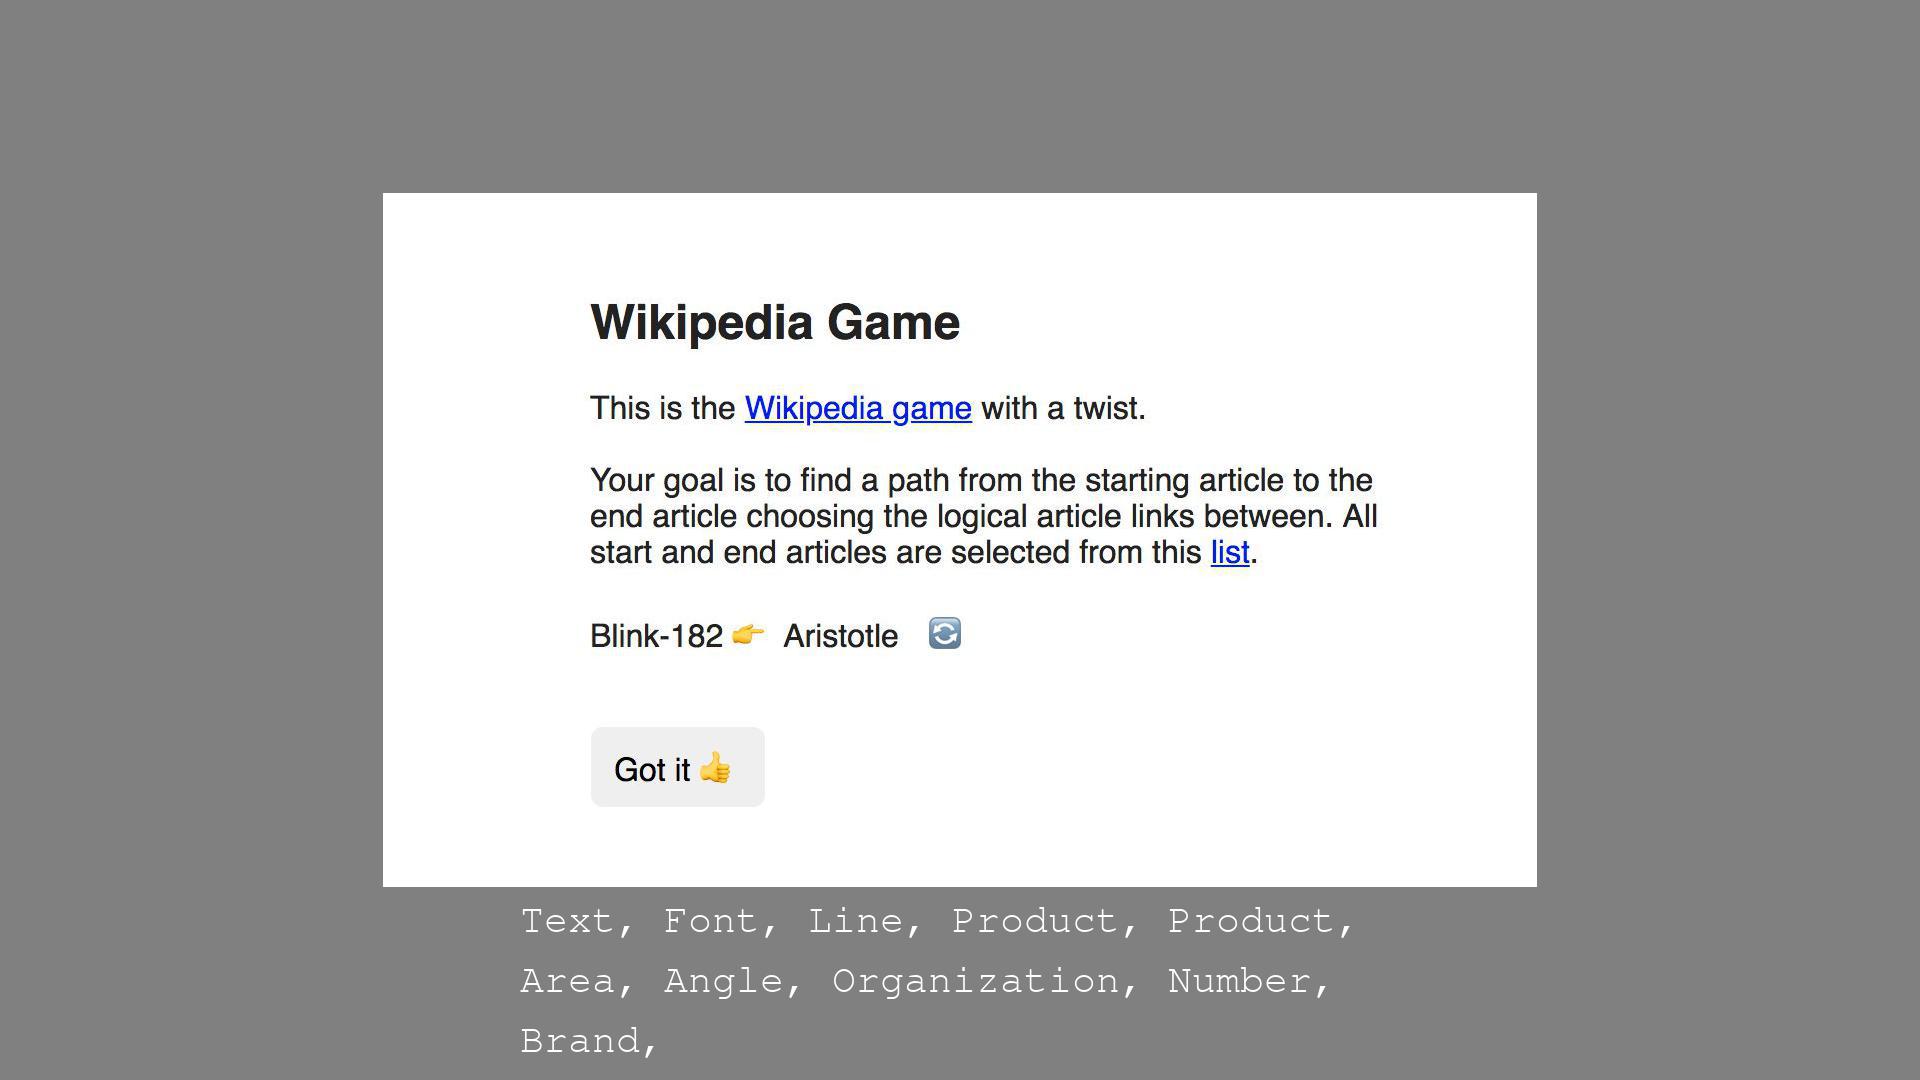 Wikipedia Game
This is the Wikipedia game with a twist.
Your goal is to find a path from the starting article to the
end article choosing the logical article links between. All
start and end articles are selected from this list.
Blink-182 👉 Aristotle 🔄
Got it 👍
Text, Font, Line, Product, Product,
Area, Angle, Organization, Number,
Brand,